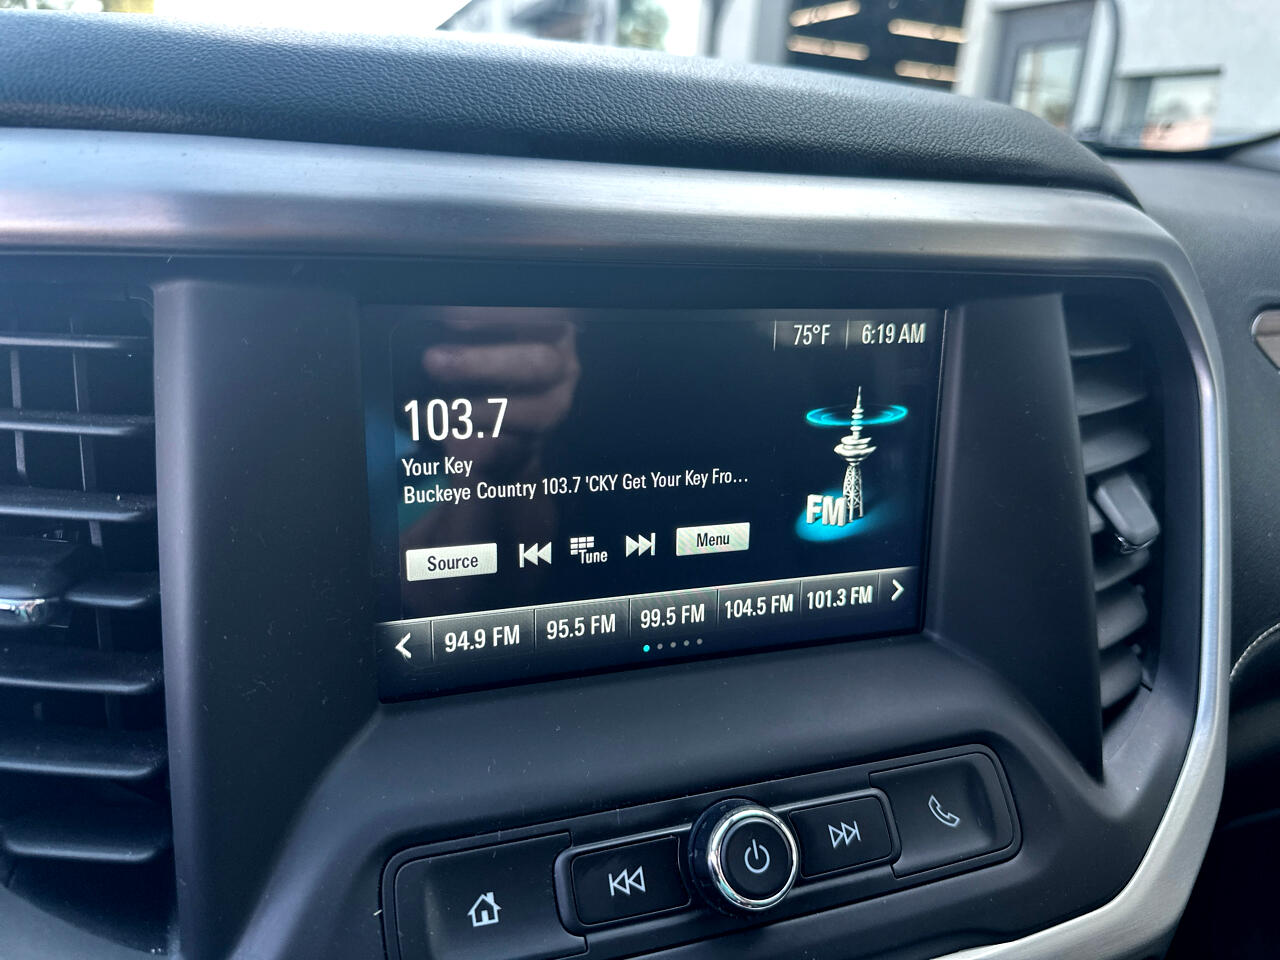 75°F 6:19 AM
103.7
Your Key
Buckeye Country 103.7 'CKY Get Your Key Fro...
FM
Source Tune Menu
94.9 FM 95.5 FM 99.5 FM 104.5 FM 101.3 FM